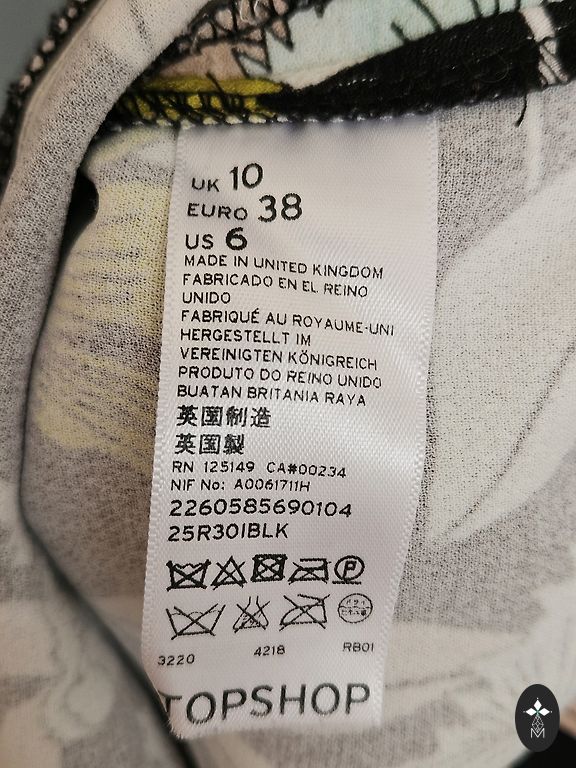 UK 10
EURO 38
US 6
MADE IN UNITED KINGDOM
FABRICADO EN EL REINO
UNIDO
FABRIQUÉ AU ROYAUME-UNI
HERGESTELLT IM
VEREINIGTEN KÖNIGREICH
PRODUTO DO REINO UNIDO
BUATAN BRITANIA RAYA
英国制造
英国製
RN 125149 CA#00234
NIF No: A0061711H
2260585690104
25R30IBLK
P
3220 4218 RB01
TOPSHOP